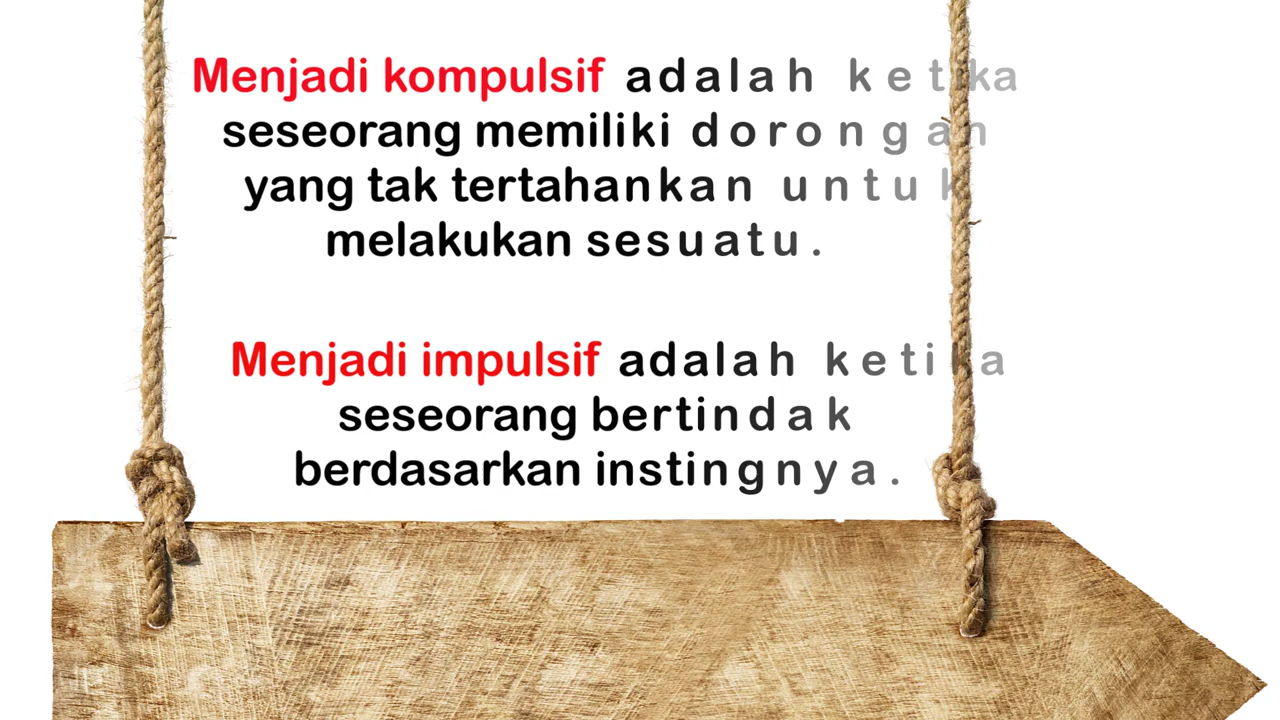 Menjadi kompulsif adalah ketika
seseorang memiliki dorongan
yang tak tertahankan untuk
melakukan sesuatu.
Menjadi impulsif adalah ketika
seseorang bertindak
berdasarkan instingnya.